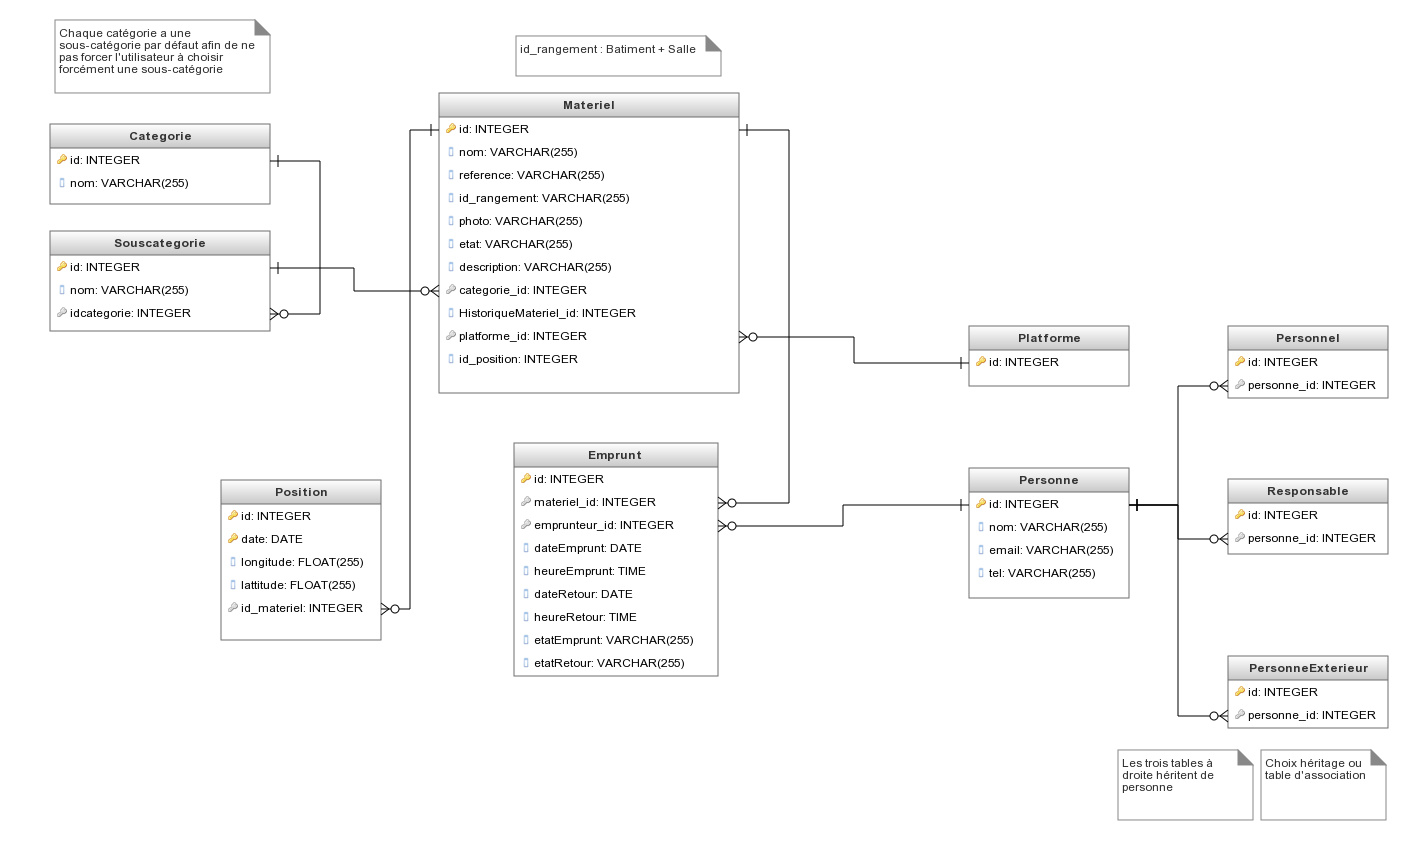 Chaque catégorie a une
sous-catégorie par défaut afin de ne
pas forcer l'utilisateur à choisir
forcément une sous-catégorie
id_rangement : Batiment + Salle
Categorie
id: INTEGER
nom: VARCHAR(255)
Souscategorie
id: INTEGER
nom: VARCHAR(255)
idcategorie: INTEGER
Materiel
id: INTEGER
nom: VARCHAR(255)
reference: VARCHAR(255)
id_rangement: VARCHAR(255)
photo: VARCHAR(255)
etat: VARCHAR(255)
description: VARCHAR(255)
categorie_id: INTEGER
HistoriqueMateriel_id: INTEGER
platforme_id: INTEGER
id_position: INTEGER
Position
id: INTEGER
date: DATE
longitude: FLOAT(255)
lattitude: FLOAT(255)
id_materiel: INTEGER
Emprunt
id: INTEGER
materiel_id: INTEGER
emprunteur_id: INTEGER
dateEmprunt: DATE
heureEmprunt: TIME
dateRetour: DATE
heureRetour: TIME
etatEmprunt: VARCHAR(255)
etatRetour: VARCHAR(255)
Platforme
id: INTEGER
Personne
id: INTEGER
nom: VARCHAR(255)
email: VARCHAR(255)
tel: VARCHAR(255)
Personnel
id: INTEGER
personne_id: INTEGER
Responsable
id: INTEGER
personne_id: INTEGER
PersonneExterieur
id: INTEGER
personne_id: INTEGER
Les trois tables à
droite héritent de
personne
Choix héritage ou
table d'association